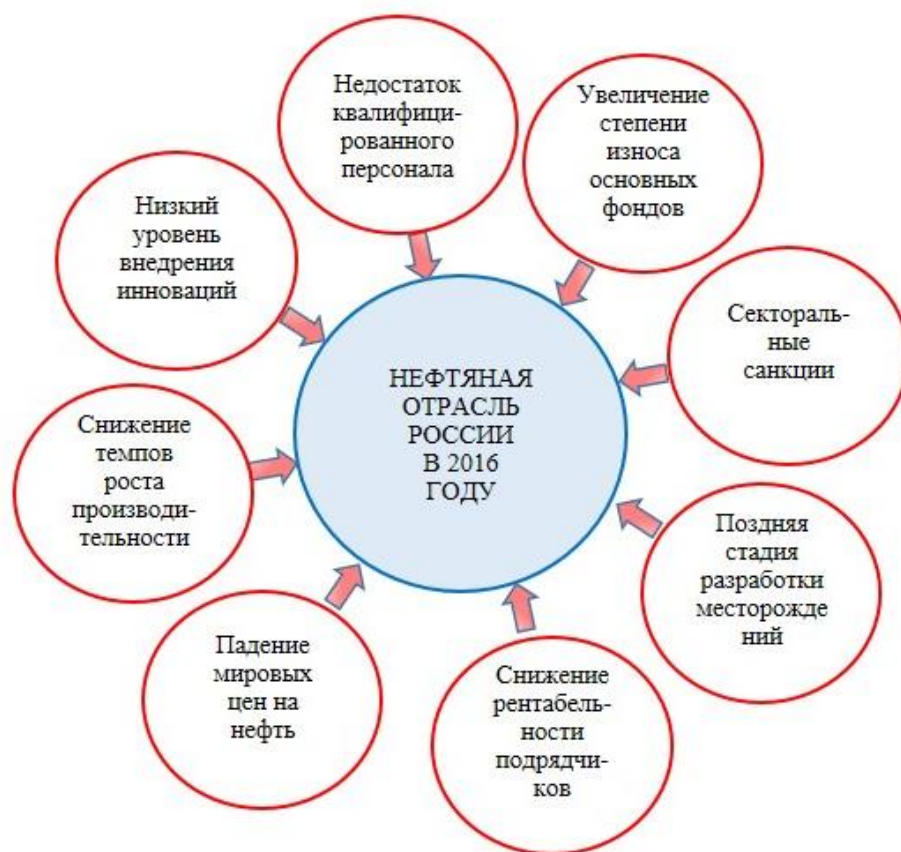 Недостаток
квалифици-
рованного
персонала
Увеличение
степени
износа
основных
фондов
Низкий
уровень
внедрения
инноваций
Сектораль-
ные
санкции
НЕФТЯНАЯ
ОТРАСЛЬ
РОССИИ
В 2016
ГОДУ
Снижение
темпов
роста
производи-
тельности
Поздняя
стадия
разработки
месторожде
ний
Падение
мировых
цен на
нефть
Снижение
рентабель-
ности
подрядчи-
ков